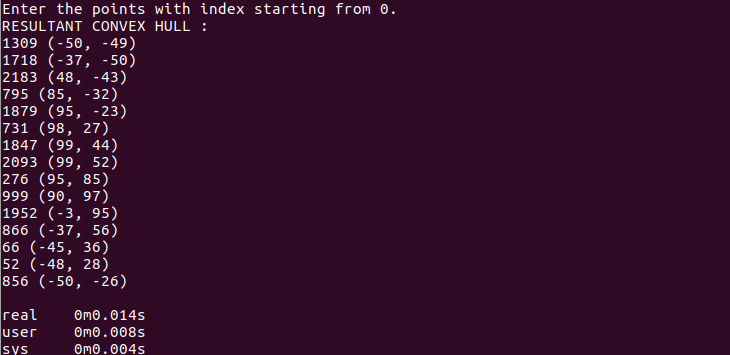 Enter the points with index starting from 0.
RESULTANT CONVEX HULL :
1309 (-50, -49)
1718 (-37, -50)
2183 (48, -43)
795 (85, -32)
1879 (95, -23)
731 (98, 27)
1847 (99, 44)
2093 (99, 52)
276 (95, 85)
999 (90, 97)
1952 (-3, 95)
866 (-37, 56)
66 (-45, 36)
52 (-48, 28)
856 (-50, -26)
real 0m0.014s
user 0m0.008s
sys 0m0.004s